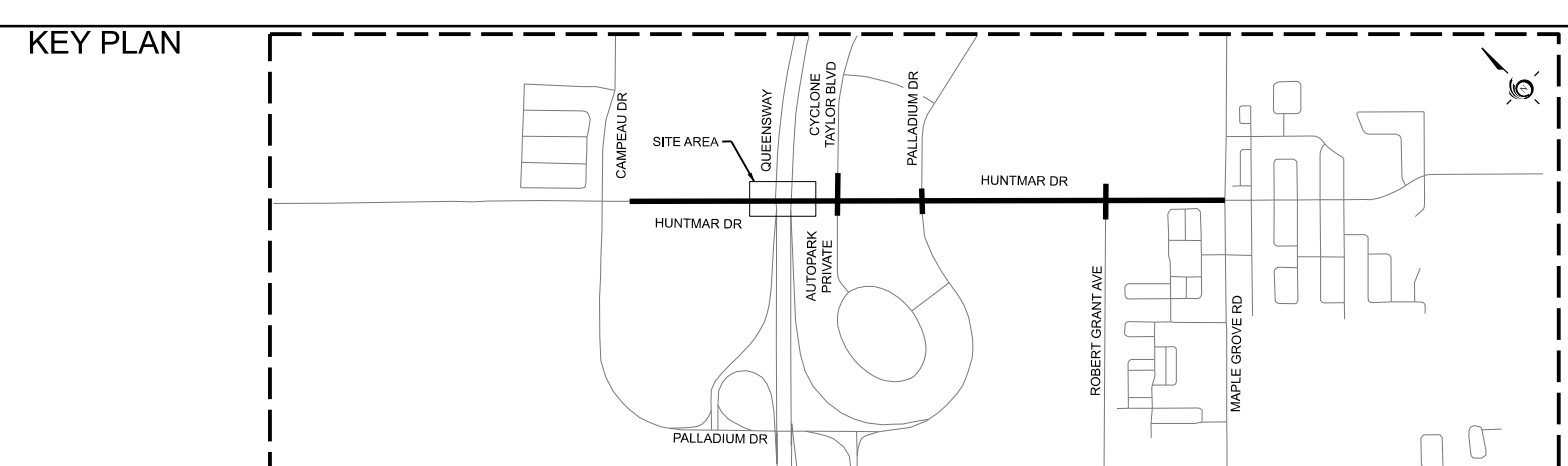 KEY PLAN
CAMPEAU DR
SITE AREA
QUEENSWAY
CYCLONE
TAYLOR BLVD
PALLADIUM DR
HUNTMAR DR
HUNTMAR DR
AUTOPARK
PRIVATE
ROBERT GRANT AVE
MAPLE GROVE RD
PALLADIUM DR